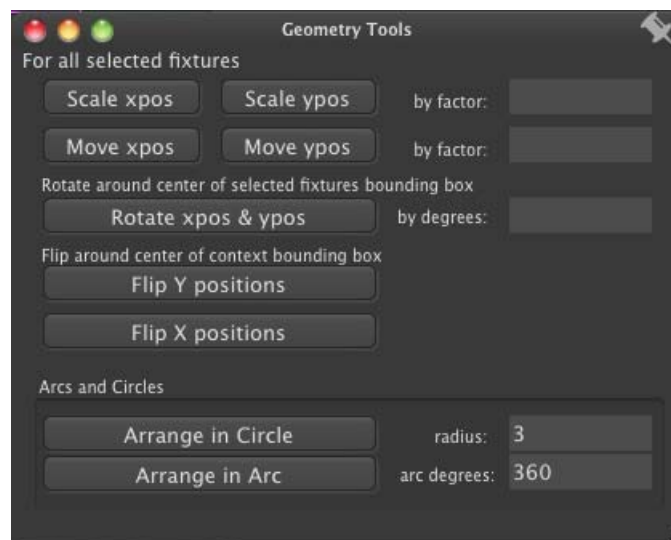 Geometry Tools
For all selected fixtures
Scale xpos Scale ypos by factor:
Move xpos Move ypos by factor:
Rotate around center of selected fixtures bounding box
Rotate xpos & ypos by degrees:
Flip around center of context bounding box
Flip Y positions
Flip X positions
Arcs and Circles
Arrange in Circle radius: 3
Arrange in Arc arc degrees: 360